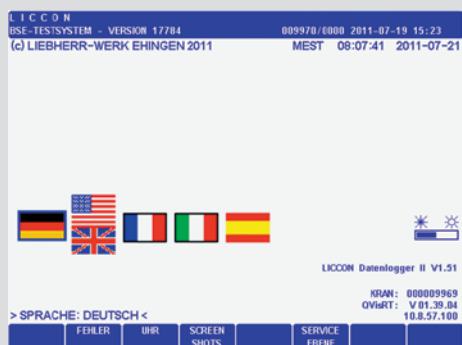 LICCON
BSE-TESTSYSTEM - VERSION 17784 009970/0000 2011-07-19 15:23
(c) LIEBHERR-WERK EHINGEN 2011 MEST 08:07:41 2011-07-21
LICCON Datenlogger II V1.51
KRAN: 000009969
QVisRT: V 01.39.04
10.8.57.100
> SPRACHE: DEUTSCH <
FEHLER UHR SCREEN SERVICE
SHOTS EBENE